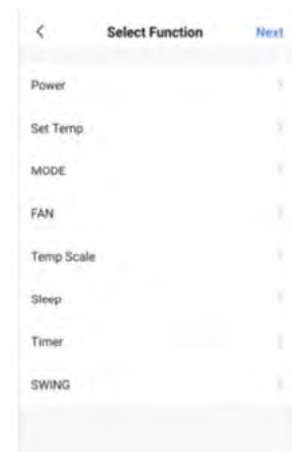 Select Function Next
Power
Set Temp
MODE
FAN
Temp Scale
Sleep
Timer
SWING